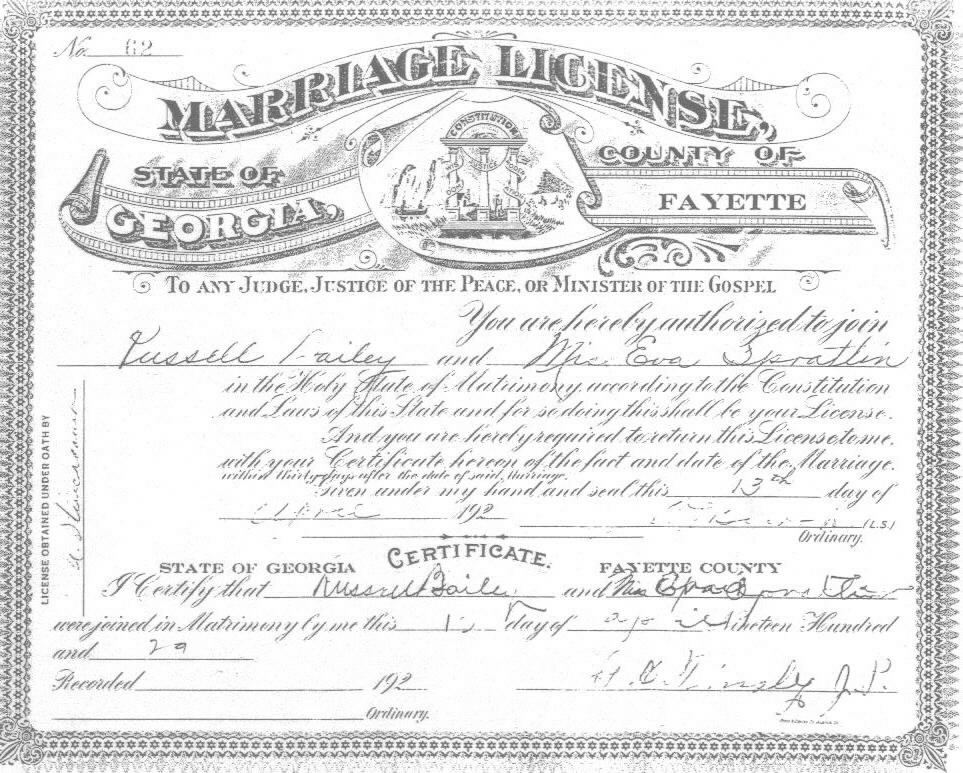 No. 62
MARRIAGE LICENSE,
STATE OF
GEORGIA,
CONSTITUTION
COUNTY OF
FAYETTE
TO ANY JUDGE, JUSTICE OF THE PEACE, OR MINISTER OF THE GOSPEL
You are hereby authorized to join
Russell Bailey and Miss Eva Spratlin
in the Holy State of Matrimony, according to the Constitution
and Laws of this State and for so doing this shall be your License.
And you are hereby required to return this License to me,
with your Certificate hereon of the fact and date of the Marriage.
within thirty days after the date of said Marriage.
Given under my hand and seal this 13th day of
April 192
(L.S.)
Ordinary.
LICENSE OBTAINED UNDER OATH BY
CERTIFICATE.
STATE OF GEORGIA FAYETTE COUNTY
I Certify that Russell Bailey and Miss Eva Spratlin
were joined in Matrimony by me this day of April Nineteen Hundred
and 29
J.P.
Recorded 192
Ordinary.